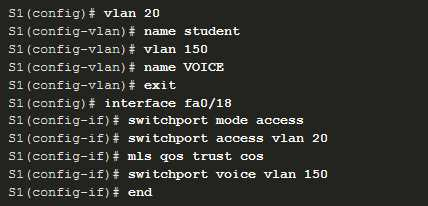 S1(config)# vlan 20
S1(config-vlan)# name student
S1(config-vlan)# vlan 150
S1(config-vlan)# name VOICE
S1(config-vlan)# exit
S1(config)# interface fa0/18
S1(config-if)# switchport mode access
S1(config-if)# switchport access vlan 20
S1(config-if)# mls qos trust cos
S1(config-if)# switchport voice vlan 150
S1(config-if)# end